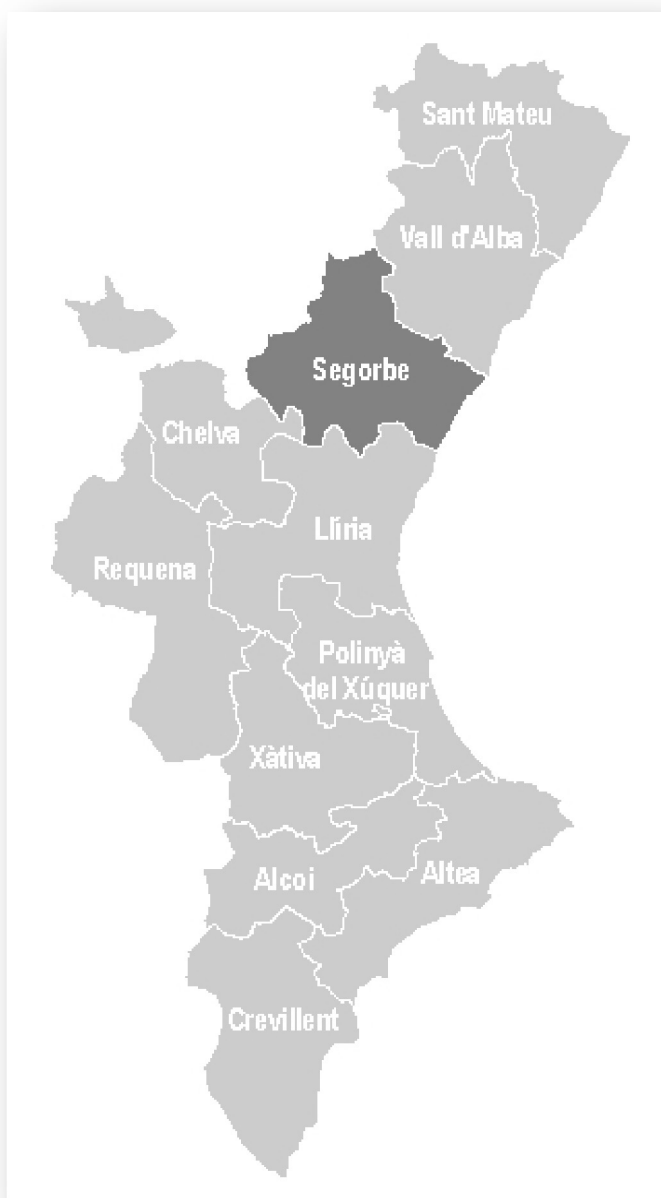 Sant Mateu
Vall d'Alba
Segorbe
Chelva
Llíria
Requena
Polinyà
del Xúquer
Xàtiva
Alcoi
Altea
Crevillent